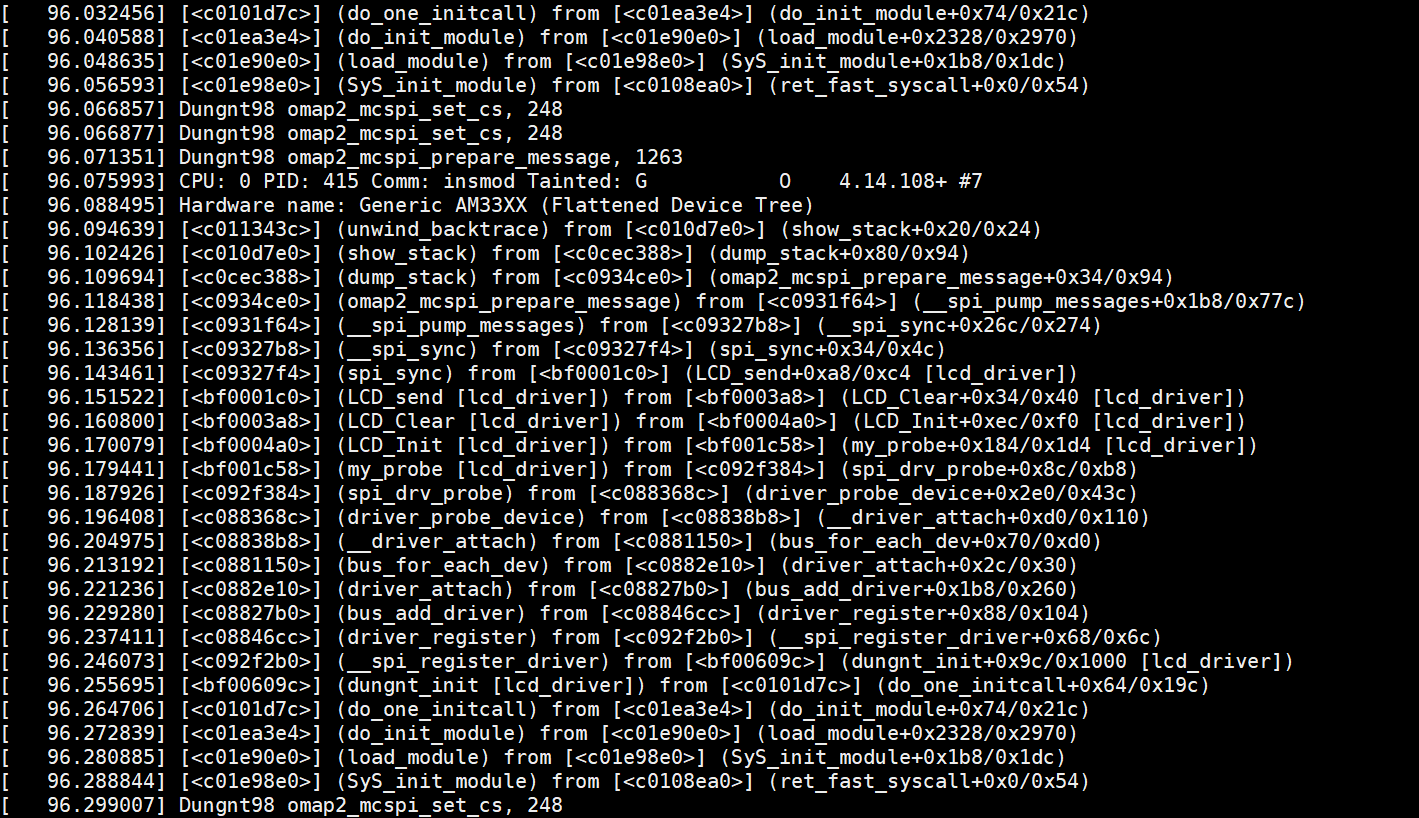 [   96.032456] [<c0101d7c>] (do_one_initcall) from [<c01ea3e4>] (do_init_module+0x74/0x21c)
[   96.040588] [<c01ea3e4>] (do_init_module) from [<c01e90e0>] (load_module+0x2328/0x2970)
[   96.048635] [<c01e90e0>] (load_module) from [<c01e98e0>] (SyS_init_module+0x1b8/0x1dc)
[   96.056593] [<c01e98e0>] (SyS_init_module) from [<c0108ea0>] (ret_fast_syscall+0x0/0x54)
[   96.066857] Dungnt98 omap2_mcspi_set_cs, 248
[   96.066877] Dungnt98 omap2_mcspi_set_cs, 248
[   96.071351] Dungnt98 omap2_mcspi_prepare_message, 1263
[   96.075993] CPU: 0 PID: 415 Comm: insmod Tainted: G           O    4.14.108+ #7
[   96.088495] Hardware name: Generic AM33XX (Flattened Device Tree)
[   96.094639] [<c011343c>] (unwind_backtrace) from [<c010d7e0>] (show_stack+0x20/0x24)
[   96.102426] [<c010d7e0>] (show_stack) from [<c0cec388>] (dump_stack+0x80/0x94)
[   96.109694] [<c0cec388>] (dump_stack) from [<c0934ce0>] (omap2_mcspi_prepare_message+0x34/0x94)
[   96.118438] [<c0934ce0>] (omap2_mcspi_prepare_message) from [<c0931f64>] (__spi_pump_messages+0x1b8/0x77c)
[   96.128139] [<c0931f64>] (__spi_pump_messages) from [<c09327b8>] (__spi_sync+0x26c/0x274)
[   96.136356] [<c09327b8>] (__spi_sync) from [<c09327f4>] (spi_sync+0x34/0x4c)
[   96.143461] [<c09327f4>] (spi_sync) from [<bf0001c0>] (LCD_send+0xa8/0xc4 [lcd_driver])
[   96.151522] [<bf0001c0>] (LCD_send [lcd_driver]) from [<bf0003a8>] (LCD_Clear+0x34/0x40 [lcd_driver])
[   96.160800] [<bf0003a8>] (LCD_Clear [lcd_driver]) from [<bf0004a0>] (LCD_Init+0xec/0xf0 [lcd_driver])
[   96.170079] [<bf0004a0>] (LCD_Init [lcd_driver]) from [<bf001c58>] (my_probe+0x184/0x1d4 [lcd_driver])
[   96.179441] [<bf001c58>] (my_probe [lcd_driver]) from [<c092f384>] (spi_drv_probe+0x8c/0xb8)
[   96.187926] [<c092f384>] (spi_drv_probe) from [<c088368c>] (driver_probe_device+0x2e0/0x43c)
[   96.196408] [<c088368c>] (driver_probe_device) from [<c08838b8>] (__driver_attach+0xd0/0x110)
[   96.204975] [<c08838b8>] (__driver_attach) from [<c0881150>] (bus_for_each_dev+0x70/0xd0)
[   96.213192] [<c0881150>] (bus_for_each_dev) from [<c0882e10>] (driver_attach+0x2c/0x30)
[   96.221236] [<c0882e10>] (driver_attach) from [<c08827b0>] (bus_add_driver+0x1b8/0x260)
[   96.229280] [<c08827b0>] (bus_add_driver) from [<c08846cc>] (driver_register+0x88/0x104)
[   96.237411] [<c08846cc>] (driver_register) from [<c092f2b0>] (__spi_register_driver+0x68/0x6c)
[   96.246073] [<c092f2b0>] (__spi_register_driver) from [<bf00609c>] (dungnt_init+0x9c/0x1000 [lcd_driver])
[   96.255695] [<bf00609c>] (dungnt_init [lcd_driver]) from [<c0101d7c>] (do_one_initcall+0x64/0x19c)
[   96.264706] [<c0101d7c>] (do_one_initcall) from [<c01ea3e4>] (do_init_module+0x74/0x21c)
[   96.272839] [<c01ea3e4>] (do_init_module) from [<c01e90e0>] (load_module+0x2328/0x2970)
[   96.280885] [<c01e90e0>] (load_module) from [<c01e98e0>] (SyS_init_module+0x1b8/0x1dc)
[   96.288844] [<c01e98e0>] (SyS_init_module) from [<c0108ea0>] (ret_fast_syscall+0x0/0x54)
[   96.299007] Dungnt98 omap2_mcspi_set_cs, 248